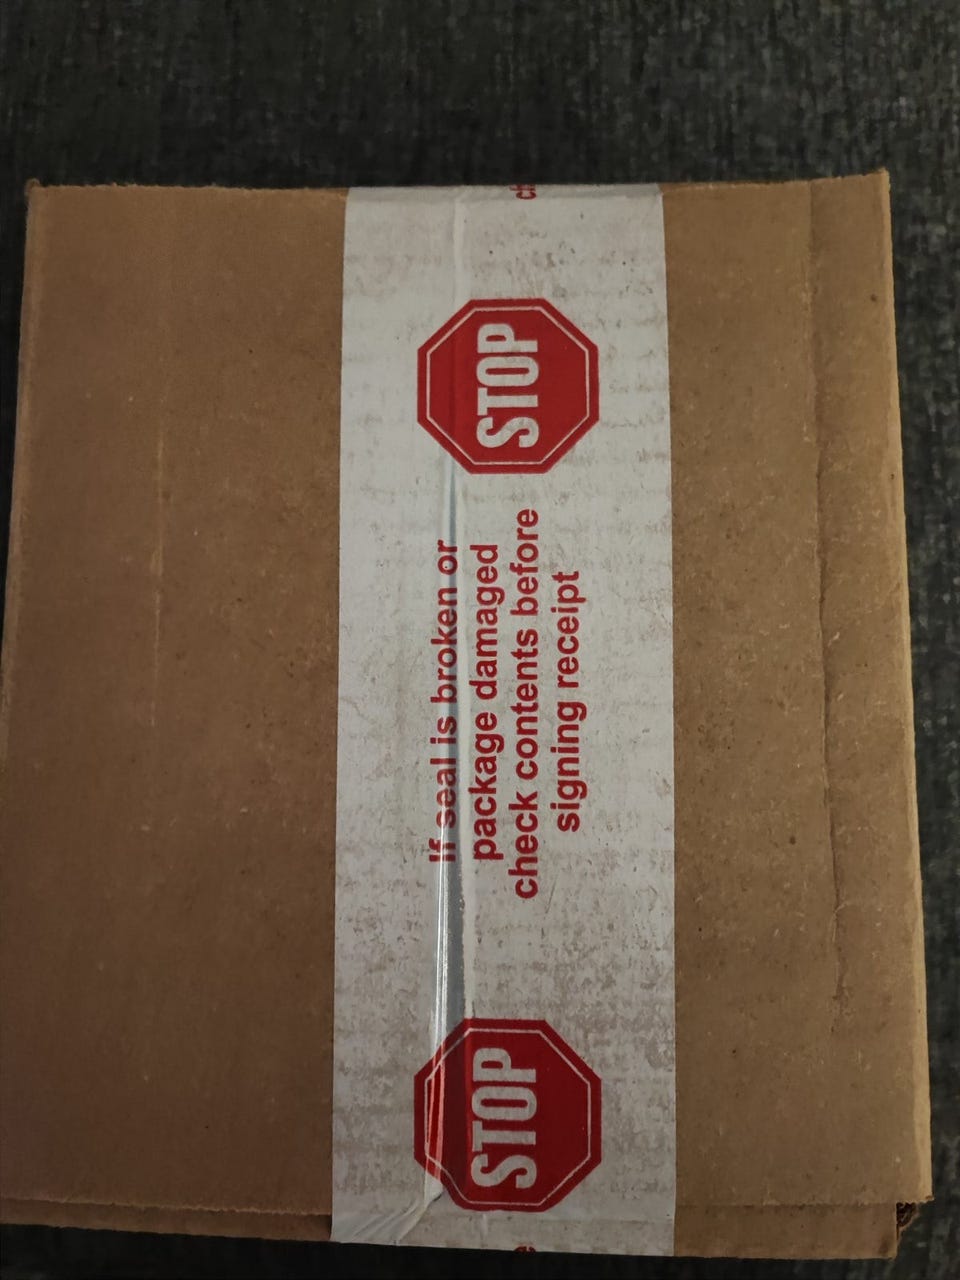 STOP
If seal is broken or
package damaged
check contents before
signing receipt
STOP